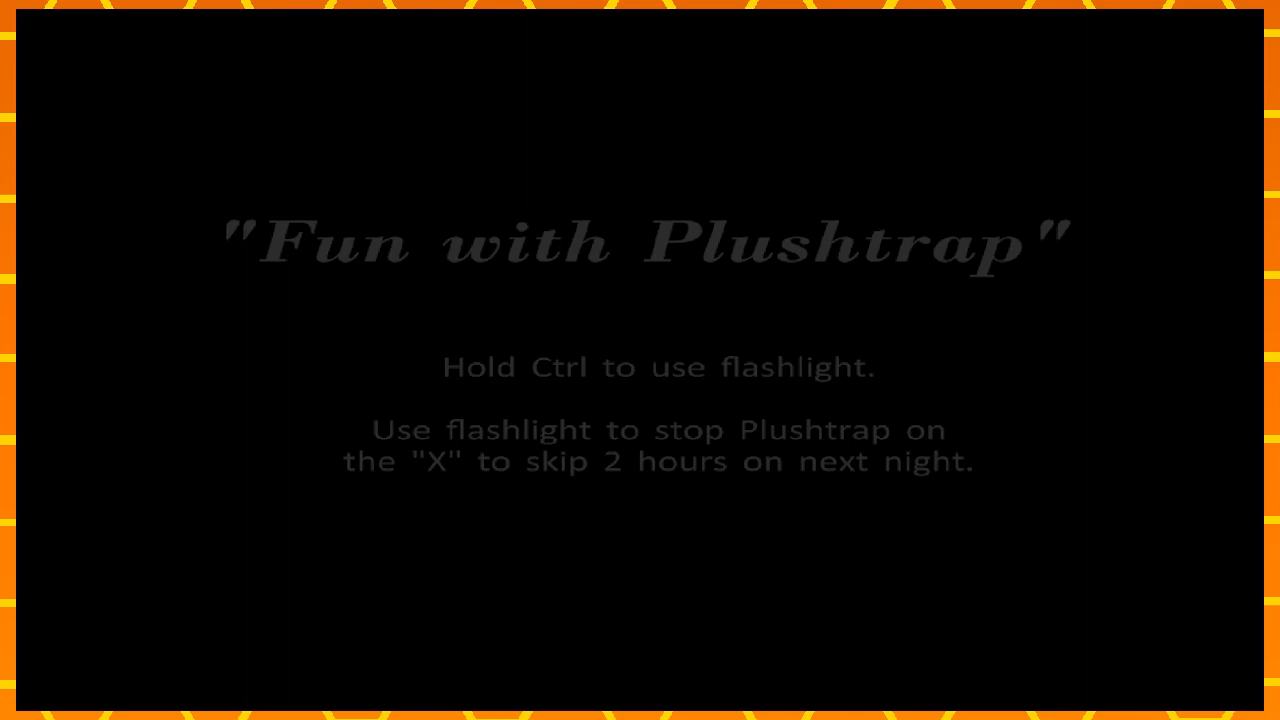 "Fun with Plushtrap"
Hold Ctrl to use flashlight.
Use flashlight to stop Plushtrap on
the "X" to skip 2 hours on next night.